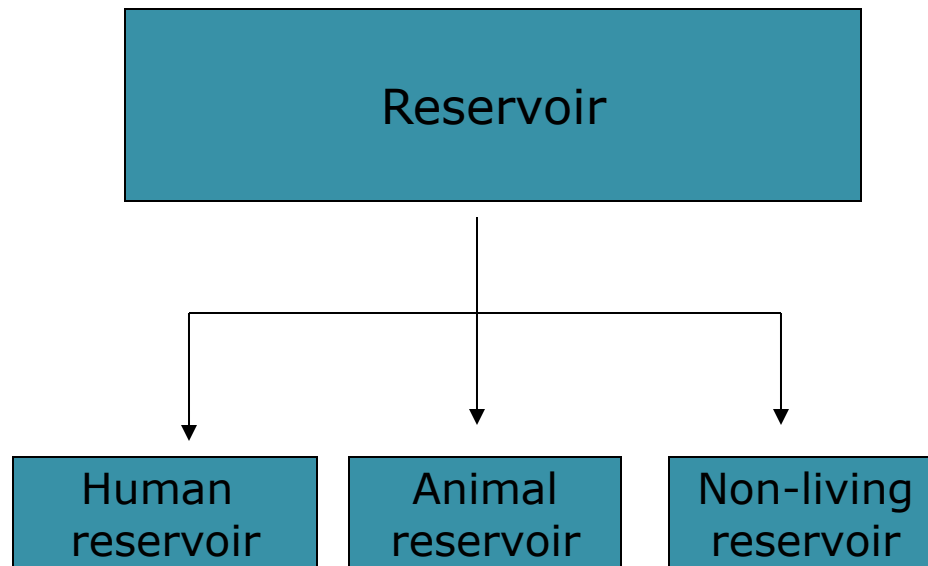 Reservoir
Human
reservoir
Animal
reservoir
Non-living
reservoir